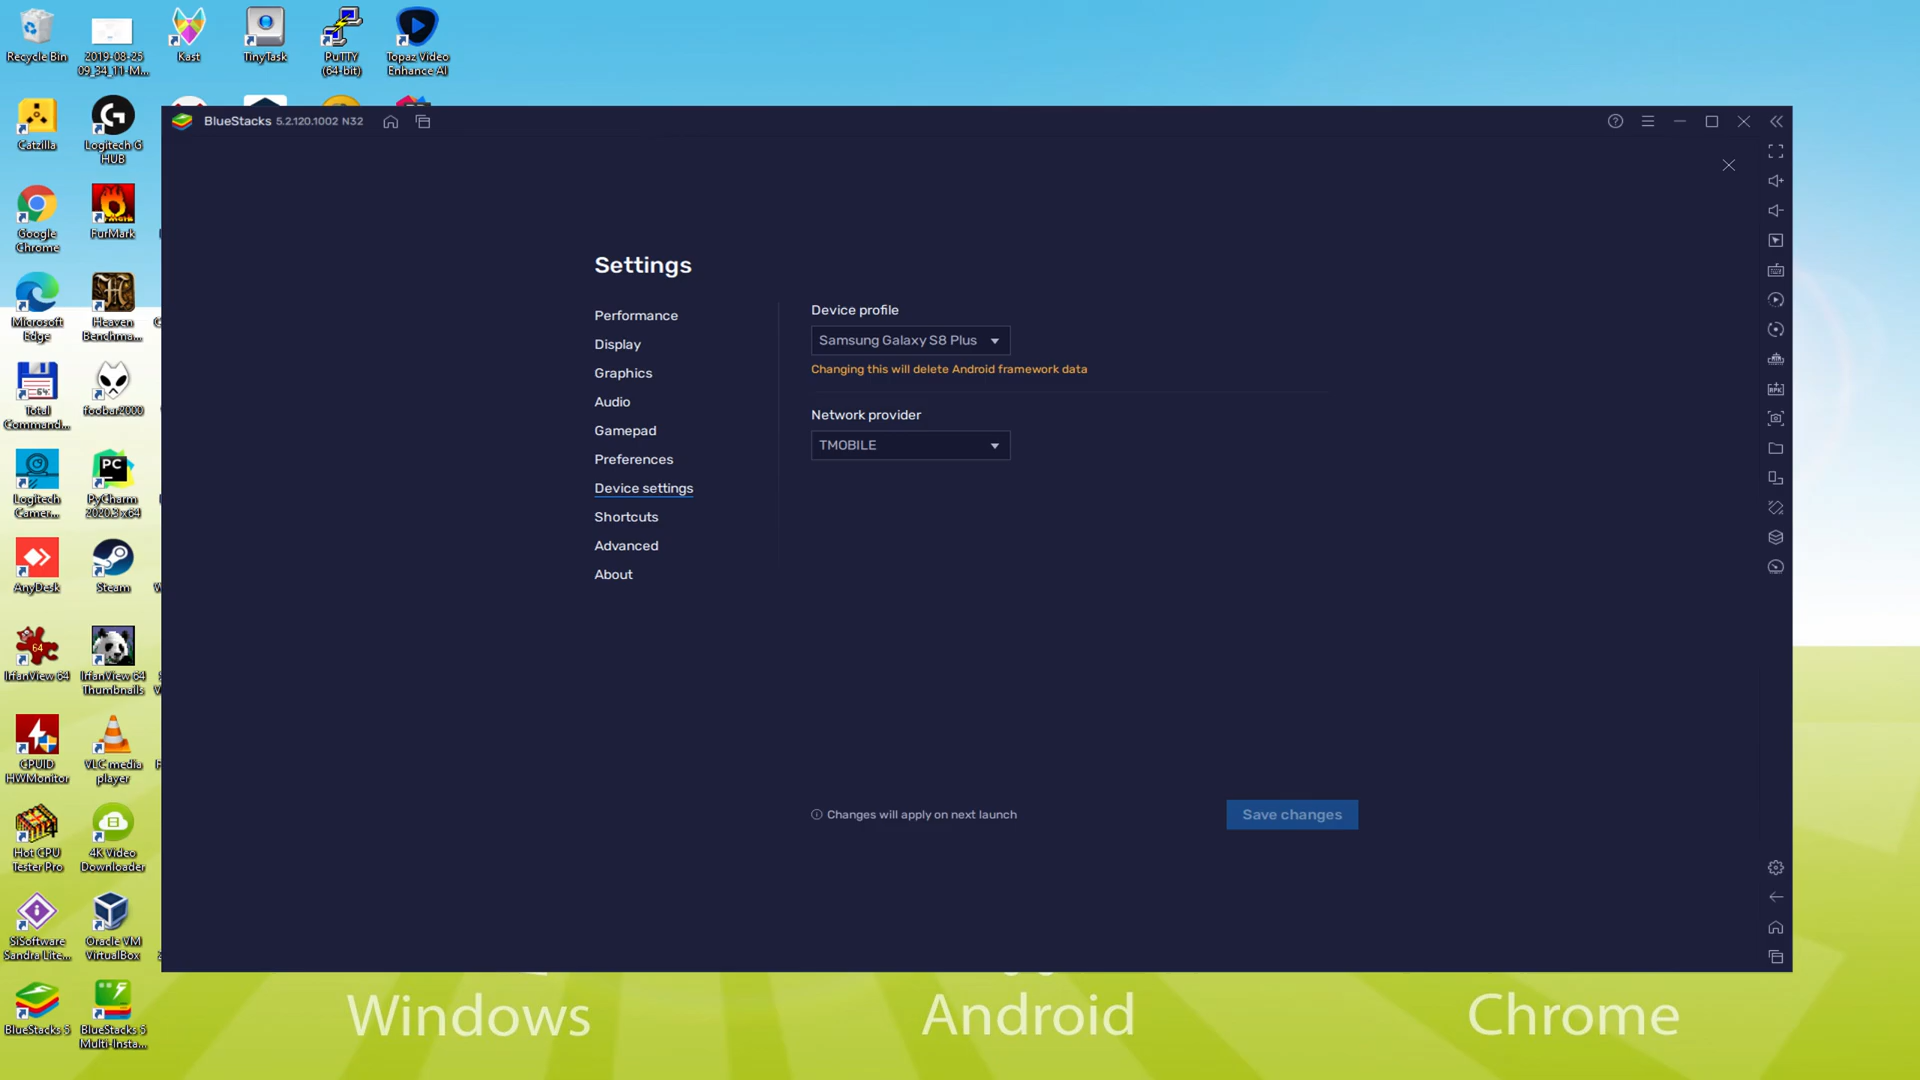 Recycle Bin
2019-08-25
09_34_11-M...
Kast
TinyTask
PuTTY
(64-bit)
Topaz Video
Enhance AI
Catzilla
Logitech G
HUB
Google
Chrome
FurMark
Microsoft
Edge
Heaven
Benchma...
Total
Command...
foobar2000
Logitech
Camer...
PyCharm
2020.3 x64
AnyDesk
Steam
IrfanView 64
IrfanView 64
Thumbnails
CPUID
HWMonitor
VLC media
player
Hot CPU
Tester Pro
4K Video
Downloader
SiSoftware
Sandra Lite...
Oracle VM
VirtualBox
BlueStacks 5
BlueStacks 5
Multi-Insta...
BlueStacks 5.2.120.1002 N32
Settings
Performance
Display
Graphics
Audio
Gamepad
Preferences
Device settings
Shortcuts
Advanced
About
Device profile
Samsung Galaxy S8 Plus
Changing this will delete Android framework data
Network provider
TMOBILE
Changes will apply on next launch
Save changes
Windows
Android
Chrome